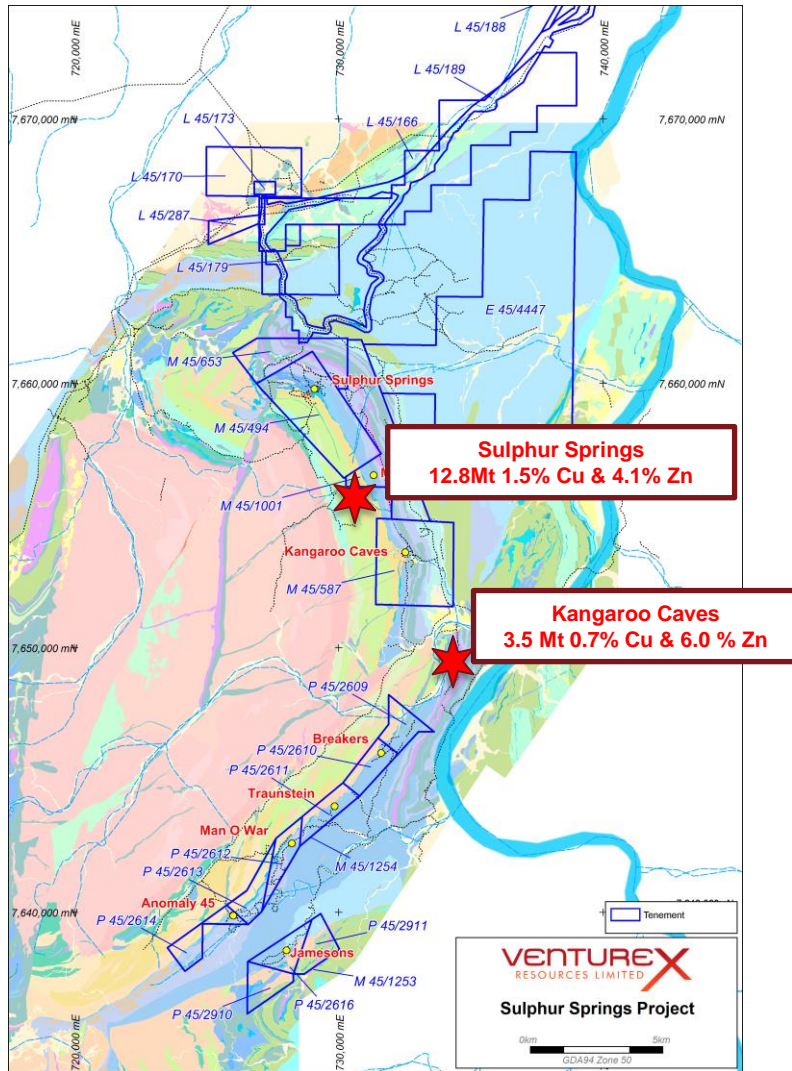 720,000 mE
730,000 mE
740,000 mE
L 45/188
L 45/189
7,670,000 mN
7,670,000 mN
L 45/173
L 45/166
L 45/170
L 45/287
L 45/179
E 45/4447
M 45/653
7,660,000 mN
7,660,000 mN
Sulphur Springs
M 45/494
Sulphur Springs
12.8Mt 1.5% Cu & 4.1% Zn
M 45/1001
Kangaroo Caves
M 45/587
Kangaroo Caves
3.5 Mt 0.7% Cu & 6.0 % Zn
7,650,000 mN
P 45/2609
Breakers
P 45/2610
P 45/2611
Traunstein
Man O War
P 45/2612
M 45/1254
P 45/2613
Anomaly 45
7,640,000 mN
P 45/2614
P 45/2911
Tenement
Jamesons
M 45/1253
P 45/2616
P 45/2910
VENTUREX
RESOURCES LIMITED
Sulphur Springs Project
0km 5km
GDA94 Zone 50
720,000 mE
730,000 mE